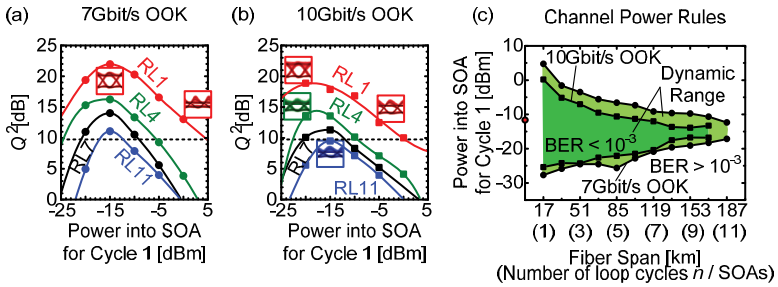 (a) 7Gbit/s OOK
25
20
15
10
5
0
Q² [dB]
RL1
RL4
RL7
RL11
-25 -15 -5 5
Power into SOA
for Cycle 1 [dBm]
(b) 10Gbit/s OOK
25
20
15
10
5
0
Q² [dB]
RL1
RL4
RL7
RL11
-25 -15 -5 5
Power into SOA
for Cycle 1 [dBm]
(c) Channel Power Rules
10
0
-10
-20
-30
Power into SOA
for Cycle 1 [dBm]
10Gbit/s OOK
Dynamic
Range
BER < 10⁻³
BER > 10⁻³
7Gbit/s OOK
17 51 85 119 153 187
(1) (3) (5) (7) (9) (11)
Fiber Span [km]
(Number of loop cycles n / SOAs)